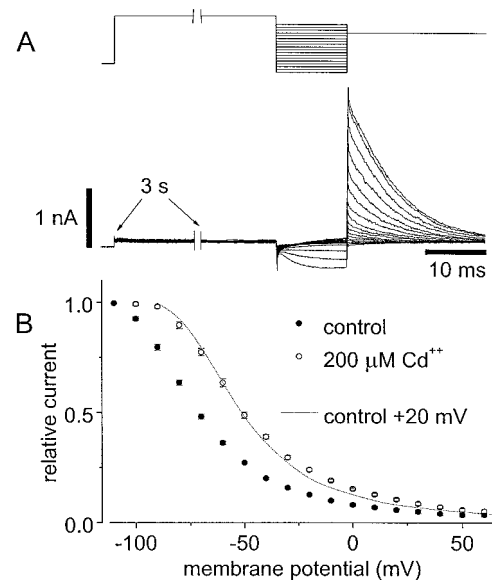 A
3 s
1 nA
10 ms
B
relative current
1.0
0.5
0.0
control
200 μM Cd++
control +20 mV
-100
-50
0
50
membrane potential (mV)